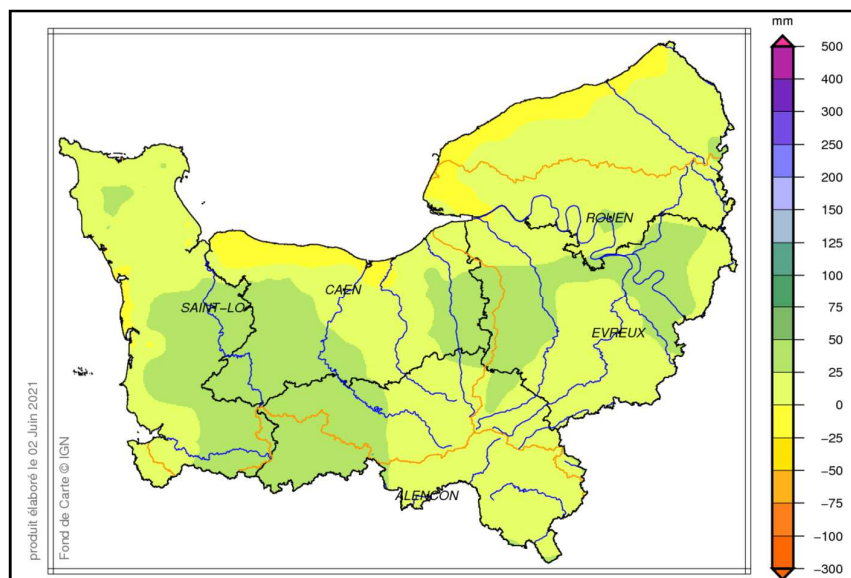 mm
500
400
300
250
200
150
125
100
75
50
25
0
−25
−50
−75
−100
−300
ROUEN
CAEN
SAINT−LO
EVREUX
ALENCON
produit élaboré le 02 Juin 2021
Fond de Carte © IGN